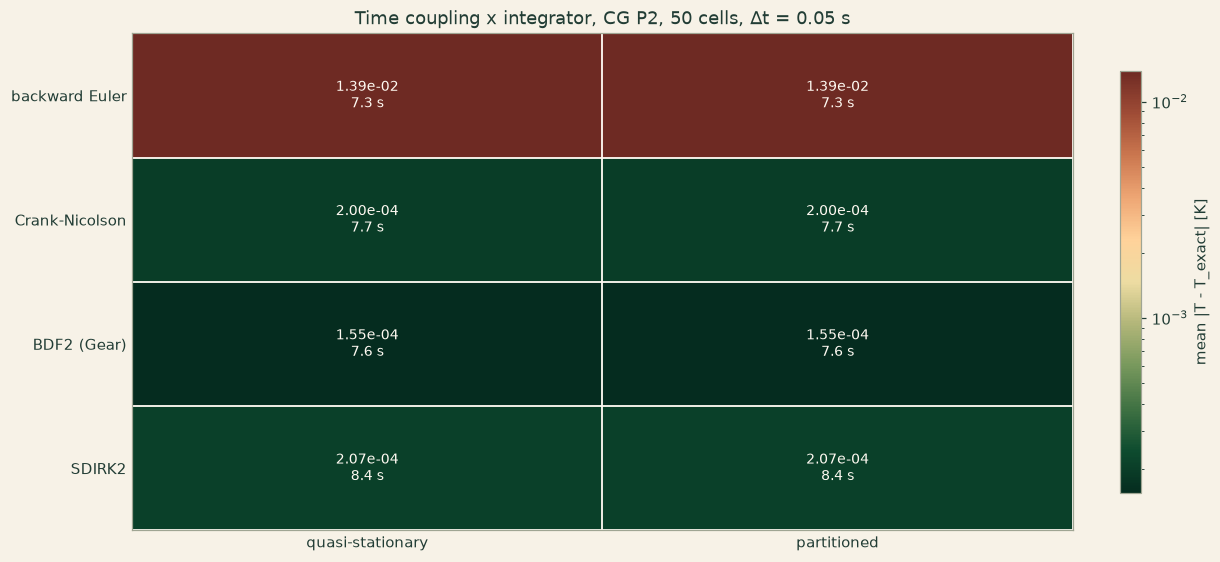 Time coupling x integrator, CG P2, 50 cells, Δt = 0.05 s
backward Euler
1.39e-02
7.3 s
1.39e-02
7.3 s
Crank-Nicolson
2.00e-04
7.7 s
2.00e-04
7.7 s
BDF2 (Gear)
1.55e-04
7.6 s
1.55e-04
7.6 s
SDIRK2
2.07e-04
8.4 s
2.07e-04
8.4 s
quasi-stationary
partitioned
10⁻²
10⁻³
mean |T - T_exact| [K]